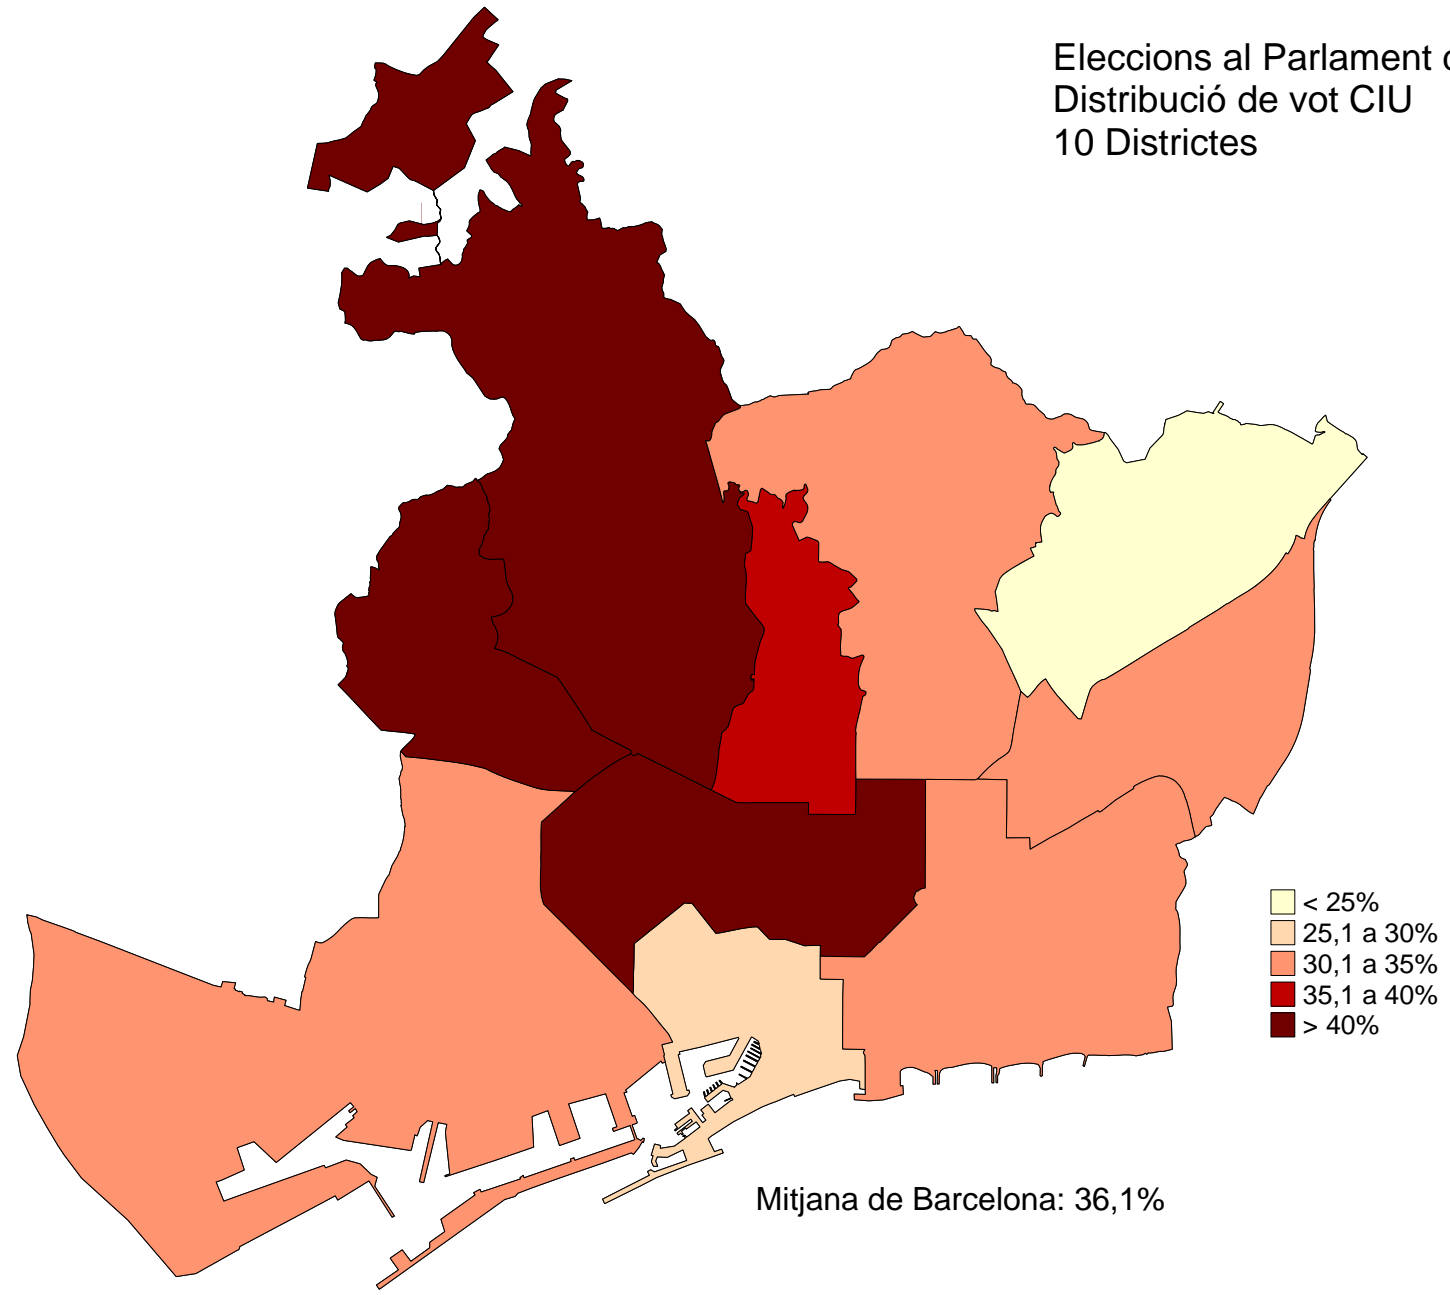 Eleccions al Parlament
Distribució de vot CIU
10 Districtes
< 25%
25,1 a 30%
30,1 a 35%
35,1 a 40%
> 40%
Mitjana de Barcelona: 36,1%